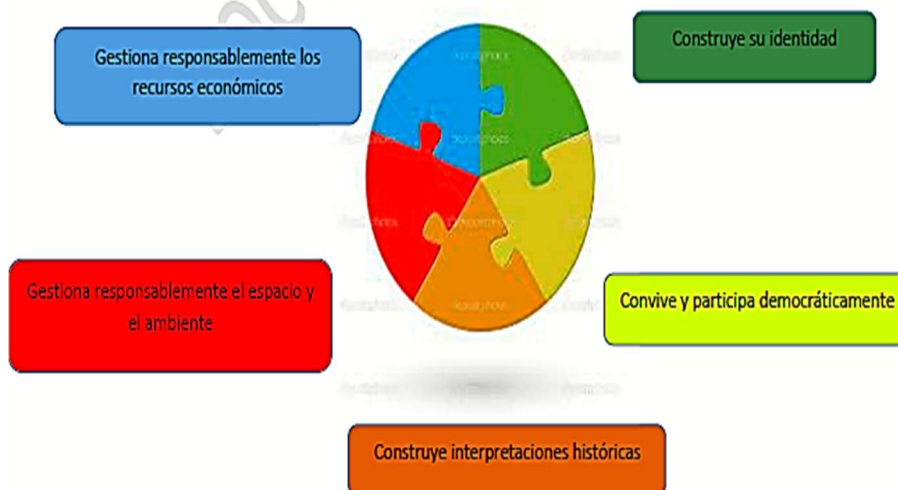 Gestiona responsablemente los
recursos económicos
Construye su identidad
Gestiona responsablemente el espacio y
el ambiente
Convive y participa democráticamente
Construye interpretaciones históricas